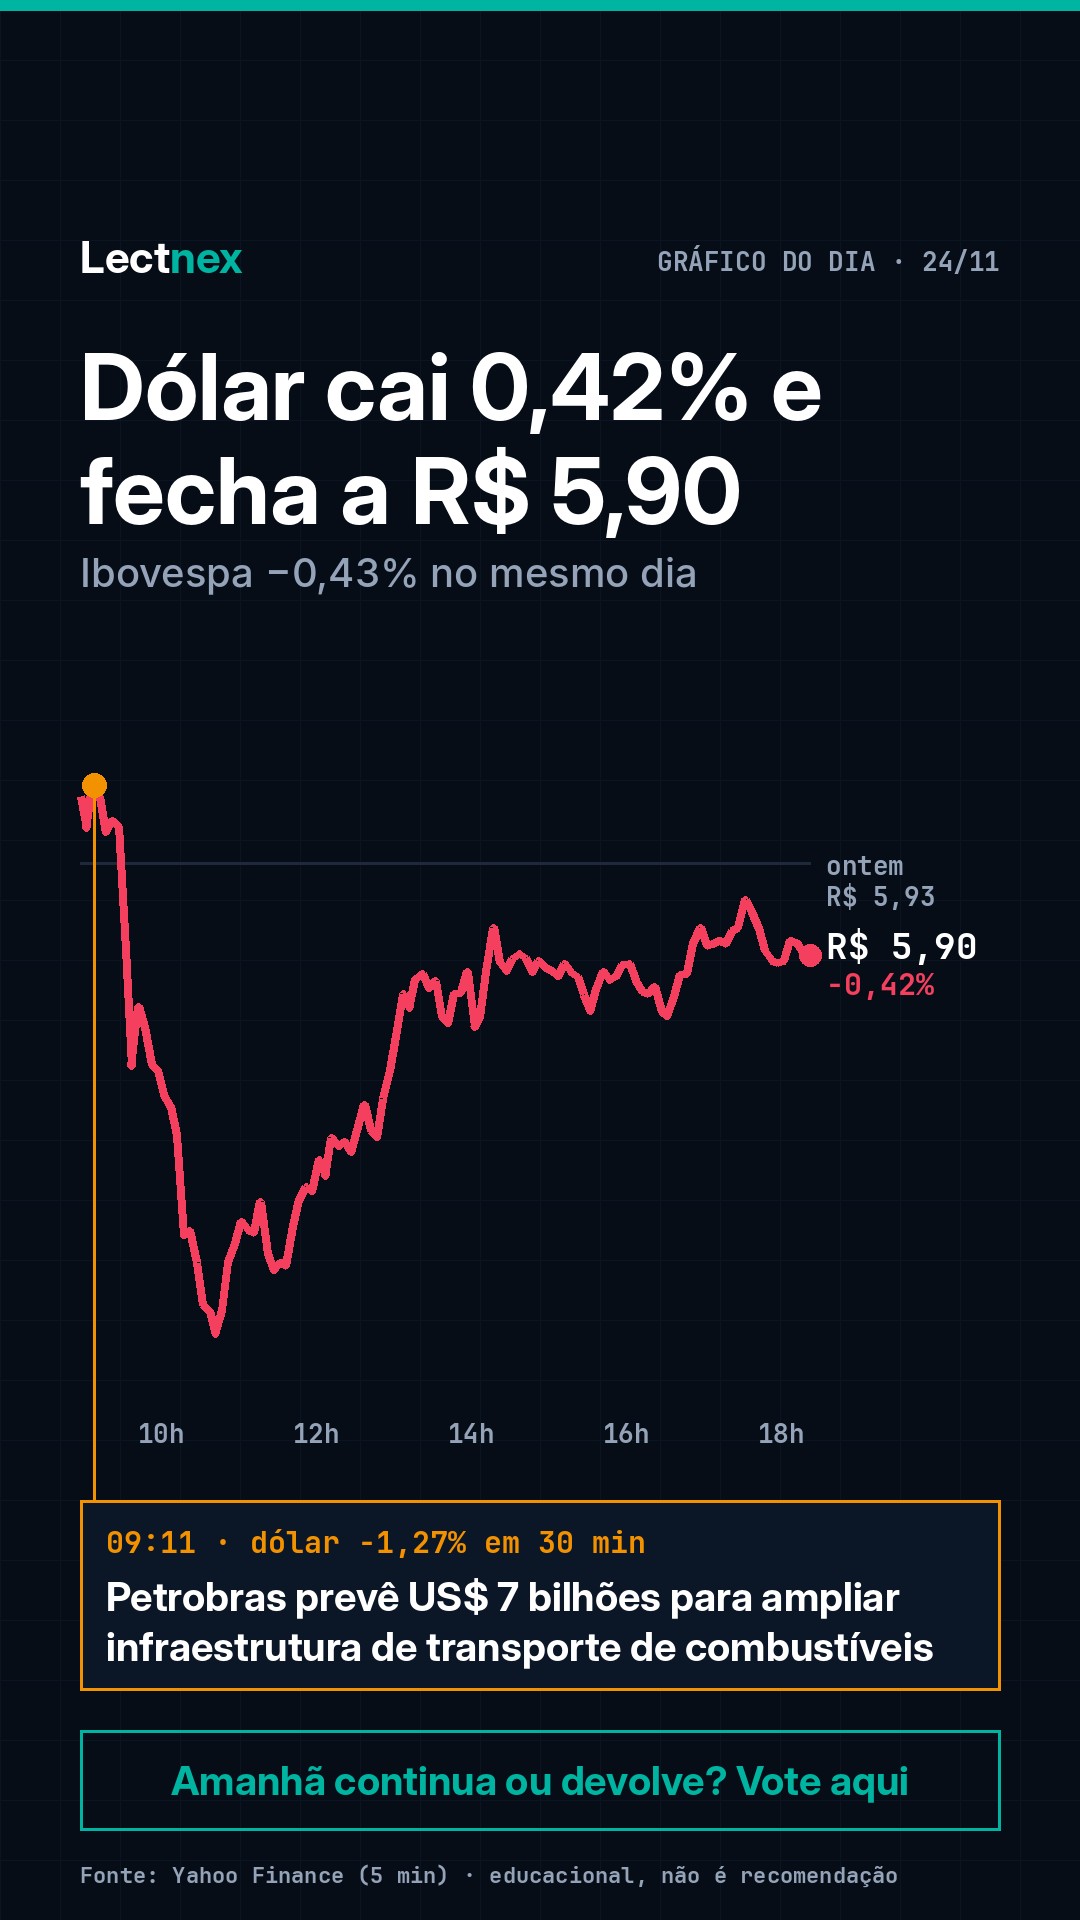 Lectnex
GRÁFICO DO DIA · 24/11
Dólar cai 0,42% e
fecha a R$ 5,90
Ibovespa −0,43% no mesmo dia
ontem
R$ 5,93
R$ 5,90
-0,42%
10h 12h 14h 16h 18h
09:11 · dólar -1,27% em 30 min
Petrobras prevê US$ 7 bilhões para ampliar
infraestrutura de transporte de combustíveis
Amanhã continua ou devolve? Vote aqui
Fonte: Yahoo Finance (5 min) · educacional, não é recomendação